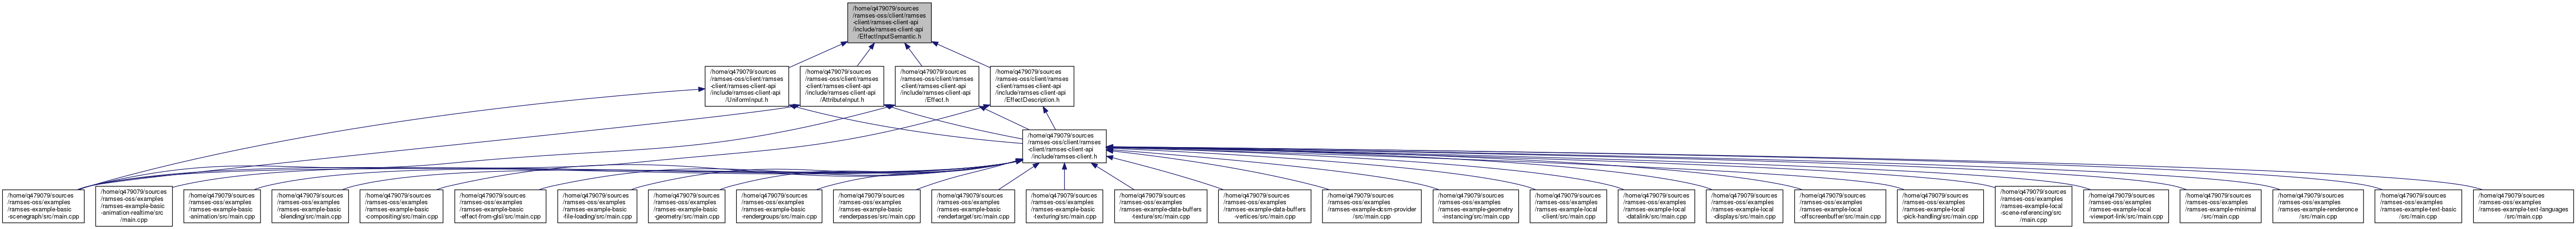 /home/q479079/sources
/ramses-oss/client/ramses
-client/ramses-client-api
/include/ramses-client-api
/EffectInputSemantic.h
/home/q479079/sources
/ramses-oss/client/ramses
-client/ramses-client-api
/include/ramses-client-api
/UniformInput.h
/home/q479079/sources
/ramses-oss/client/ramses
-client/ramses-client-api
/include/ramses-client-api
/AttributeInput.h
/home/q479079/sources
/ramses-oss/client/ramses
-client/ramses-client-api
/include/ramses-client-api
/Effect.h
/home/q479079/sources
/ramses-oss/client/ramses
-client/ramses-client-api
/include/ramses-client-api
/EffectDescription.h
/home/q479079/sources
/ramses-oss/client/ramses
-client/ramses-client-api
/include/ramses-client.h
/home/q479079/sources
/ramses-oss/examples
/ramses-example-basic
-scenegraph/src/main.cpp
/home/q479079/sources
/ramses-oss/examples
/ramses-example-basic
-animation-realtime/src
/main.cpp
/home/q479079/sources
/ramses-oss/examples
/ramses-example-basic
-animation/src/main.cpp
/home/q479079/sources
/ramses-oss/examples
/ramses-example-basic
-blending/src/main.cpp
/home/q479079/sources
/ramses-oss/examples
/ramses-example-basic
-compositing/src/main.cpp
/home/q479079/sources
/ramses-oss/examples
/ramses-example-basic
-effect-from-glsl/src/main.cpp
/home/q479079/sources
/ramses-oss/examples
/ramses-example-basic
-file-loading/src/main.cpp
/home/q479079/sources
/ramses-oss/examples
/ramses-example-basic
-geometry/src/main.cpp
/home/q479079/sources
/ramses-oss/examples
/ramses-example-basic
-rendergroups/src/main.cpp
/home/q479079/sources
/ramses-oss/examples
/ramses-example-basic
-renderpasses/src/main.cpp
/home/q479079/sources
/ramses-oss/examples
/ramses-example-basic
-rendertarget/src/main.cpp
/home/q479079/sources
/ramses-oss/examples
/ramses-example-basic
-texturing/src/main.cpp
/home/q479079/sources
/ramses-oss/examples
/ramses-example-data-buffers
-texture/src/main.cpp
/home/q479079/sources
/ramses-oss/examples
/ramses-example-data-buffers
-vertices/src/main.cpp
/home/q479079/sources
/ramses-oss/examples
/ramses-example-dcsm-provider
/src/main.cpp
/home/q479079/sources
/ramses-oss/examples
/ramses-example-geometry
-instancing/src/main.cpp
/home/q479079/sources
/ramses-oss/examples
/ramses-example-local
-client/src/main.cpp
/home/q479079/sources
/ramses-oss/examples
/ramses-example-local
-datalink/src/main.cpp
/home/q479079/sources
/ramses-oss/examples
/ramses-example-local
-displays/src/main.cpp
/home/q479079/sources
/ramses-oss/examples
/ramses-example-local
-offscreenbuffer/src/main.cpp
/home/q479079/sources
/ramses-oss/examples
/ramses-example-local
-pick-handling/src/main.cpp
/home/q479079/sources
/ramses-oss/examples
/ramses-example-local
-scene-referencing/src
/main.cpp
/home/q479079/sources
/ramses-oss/examples
/ramses-example-local
-viewport-link/src/main.cpp
/home/q479079/sources
/ramses-oss/examples
/ramses-example-minimal
/src/main.cpp
/home/q479079/sources
/ramses-oss/examples
/ramses-example-renderonce
/src/main.cpp
/home/q479079/sources
/ramses-oss/examples
/ramses-example-text-basic
/src/main.cpp
/home/q479079/sources
/ramses-oss/examples
/ramses-example-text-languages
/src/main.cpp